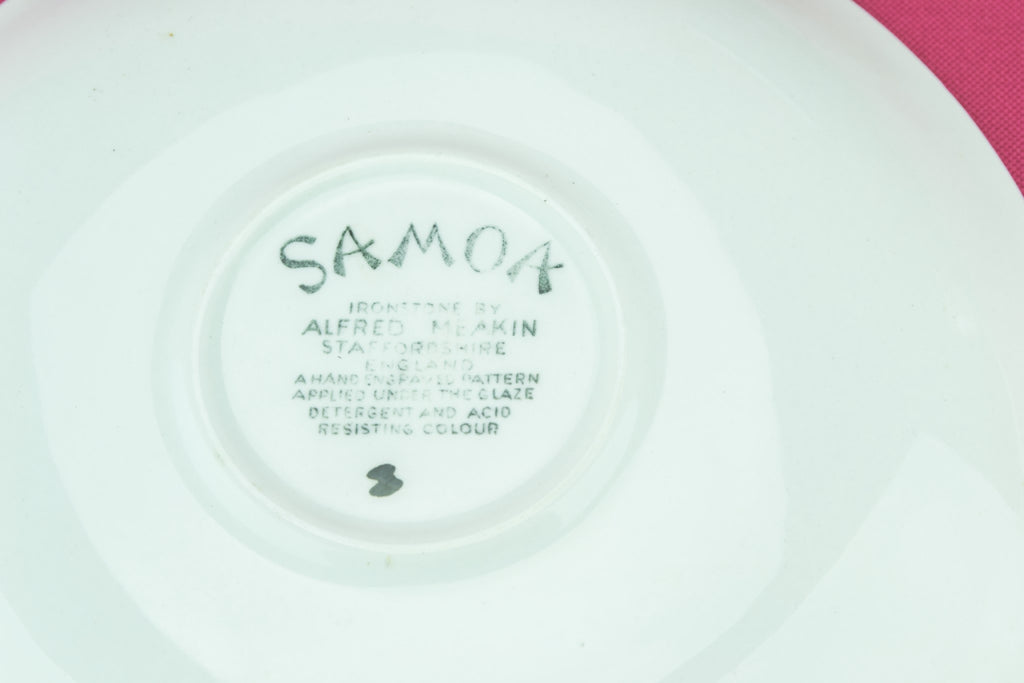 SAMOA
IRONSTONE BY
ALFRED MEAKIN
STAFFORDSHIRE
ENGLAND
A HAND ENGRAVED PATTERN
APPLIED UNDER THE GLAZE
DETERGENT AND ACID
RESISTING COLOUR